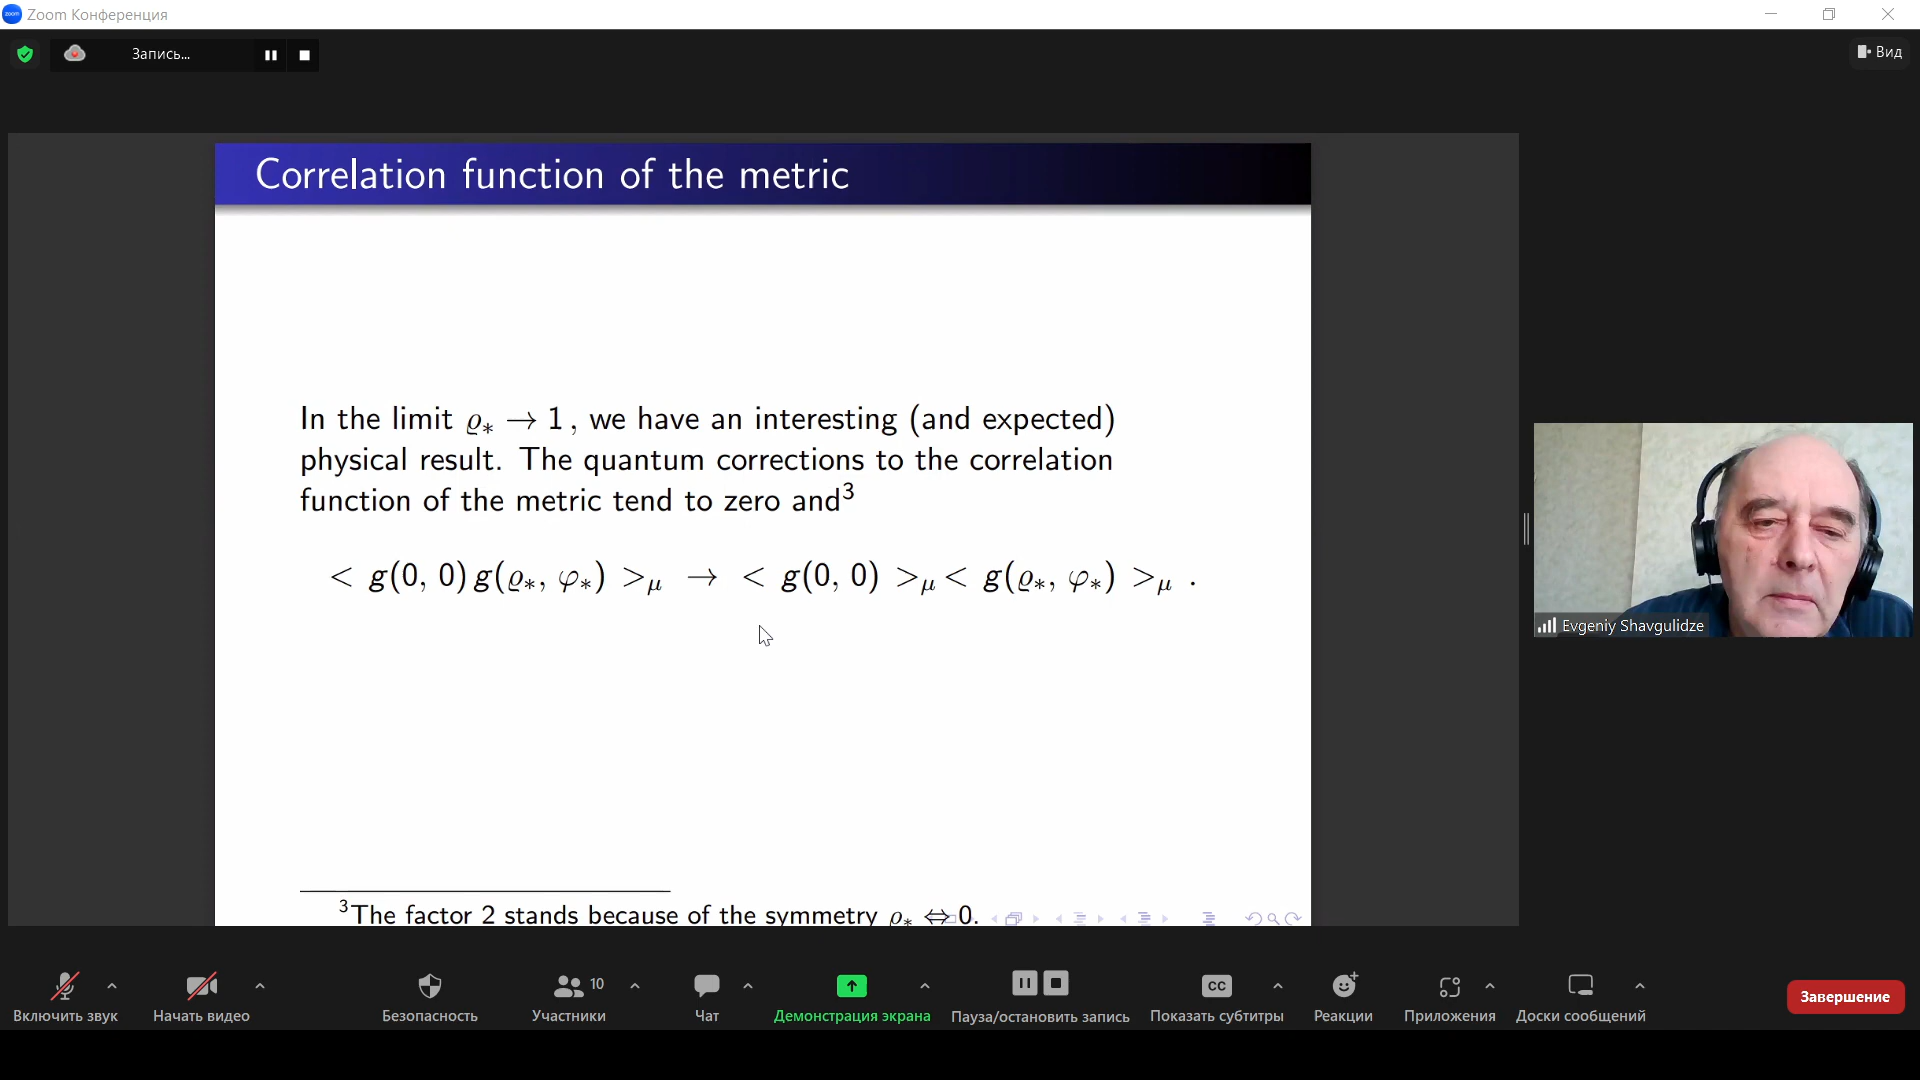 zoom Zoom Конференция
Запись...
Вид
Correlation function of the metric
In the limit ϱ∗ → 1, we have an interesting (and expected)
physical result. The quantum corrections to the correlation
function of the metric tend to zero and³
< g(0, 0) g(ϱ∗, φ∗) >μ → < g(0, 0) >μ < g(ϱ∗, φ∗) >μ .
³The factor 2 stands because of the symmetry ϱ∗ ⇔ 0.
Evgeniy Shavgulidze
10
CC
Включить звук
Начать видео
Безопасность
Участники
Чат
Демонстрация экрана
Пауза/остановить запись
Показать субтитры
Реакции
Приложения
Доски сообщений
Завершение